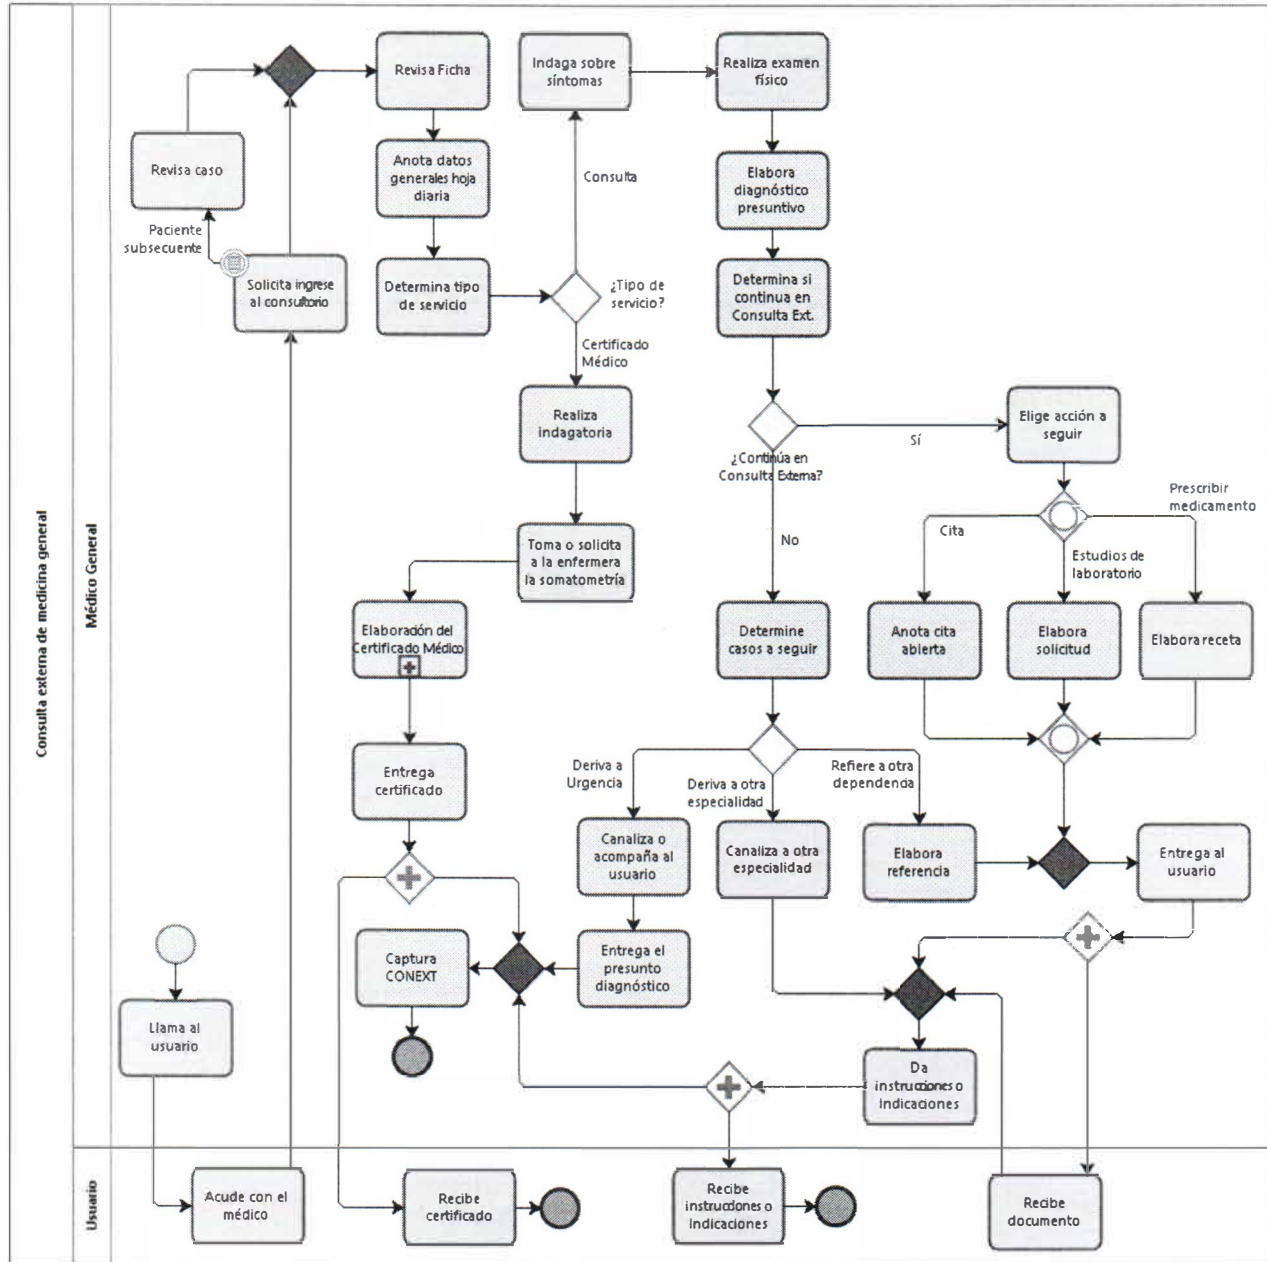 Consulta externa de medicina general
Médico General
Usuario
Revisa Ficha
Indaga sobre
síntomas
Realiza examen
físico
Revisa caso
Anota datos
generales hoja
diaria
Consulta
Elabora
diagnóstico
presuntivo
Paciente
subsecuente
Solicita ingrese
al consultorio
Determina tipo
de servicio
¿Tipo de
servicio?
Determina si
continua en
Consulta Ext.
Certificado
Médico
Realiza
indagatoria
Elige acción a
seguir
Sí
¿Continúa en
Consulta Externa?
Prescribir
medicamento
Cita
No
Estudios de
laboratorio
Toma o solicita
a la enfermera
la somatometría
Elaboración del
Certificado Médico
Determine
casos a seguir
Anota cita
abierta
Elabora
solicitud
Elabora receta
Entrega
certificado
Deriva a
Urgencia
Deriva a otra
especialidad
Refiere a otra
dependencia
Canaliza o
acompaña al
usuario
Canaliza a otra
especialidad
Elabora
referencia
Entrega al
usuario
Captura
CONEXT
Entrega el
presunto
diagnóstico
Llama al
usuario
Da
instrucciones o
Indicaciones
Acude con el
médico
Recibe
certificado
Recibe
instrucciones o
Indicaciones
Recibe
documento